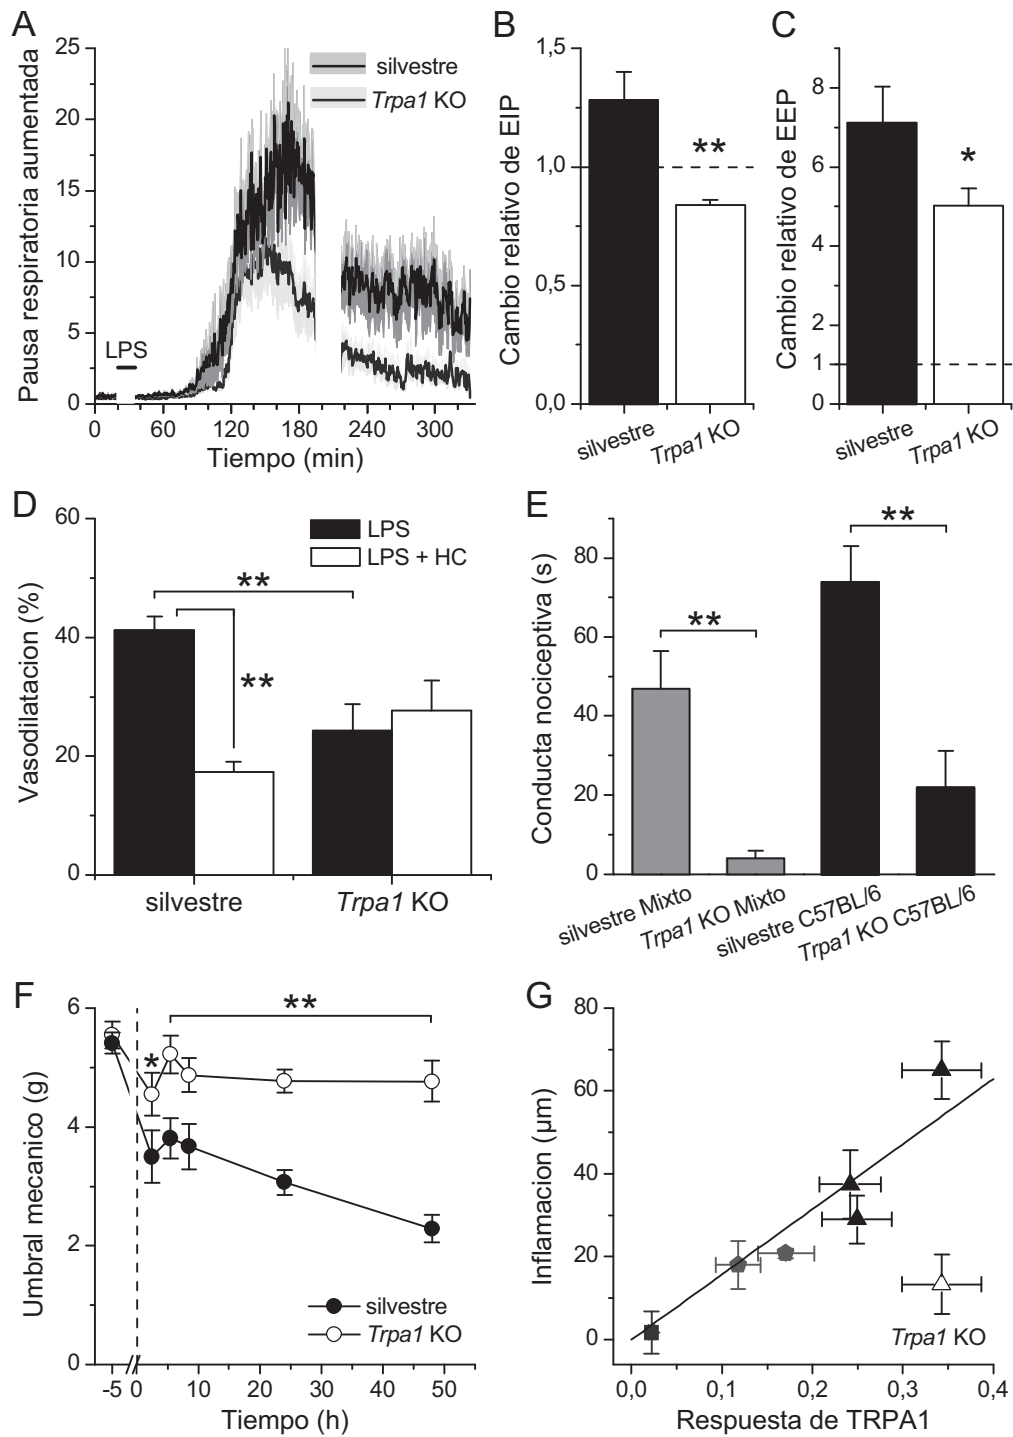 A
Pausa respiratoria aumentada
25
20
15
10
5
0
silvestre
Trpa1 KO
LPS
0 60 120 180 240 300
Tiempo (min)
B
Cambio relativo de EIP
1,5
1,0
0,5
0,0
**
silvestre
Trpa1 KO
C
Cambio relativo de EEP
8
6
4
2
1
0
*
silvestre
Trpa1 KO
D
Vasodilatacion (%)
60
40
20
0
LPS
LPS + HC
**
**
silvestre
Trpa1 KO
E
Conducta nociceptiva (s)
80
60
40
20
0
**
**
silvestre Mixto
Trpa1 KO Mixto
silvestre C57BL/6
Trpa1 KO C57BL/6
F
Umbral mecanico (g)
6
4
2
0
**
*
silvestre
Trpa1 KO
-5 0 10 20 30 40 50
Tiempo (h)
G
Inflamacion (µm)
80
60
40
20
0
Trpa1 KO
0,0 0,1 0,2 0,3 0,4
Respuesta de TRPA1